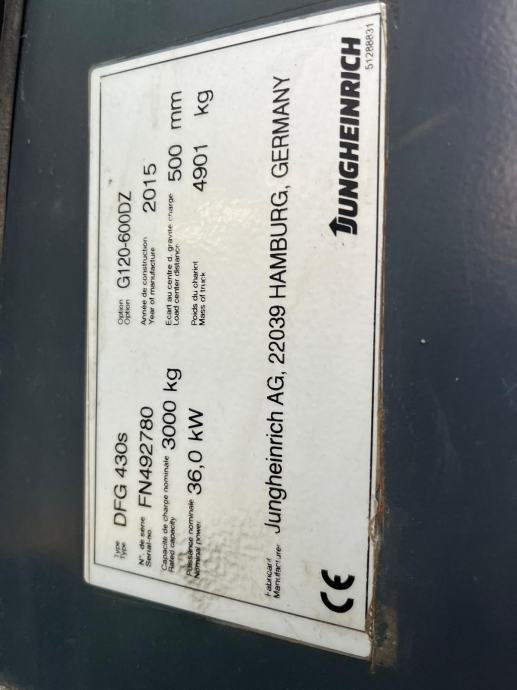 Type
Type DFG 430s
Option
Option G120-600DZ
N°. de série
Serial-no. FN492780
Année de construction
Year of manufacture 2015
Capacité de charge nominale
Rated capacity 3000 kg
Ecart au centre d. gravité charge
Load center distance 500 mm
Puissance nominale
Nominal power 36,0 kW
Poids du chariot
Mass of truck 4901 kg
Fabricant
Manufacturer Jungheinrich AG, 22039 HAMBURG, GERMANY
CE
JUNGHEINRICH
51288831